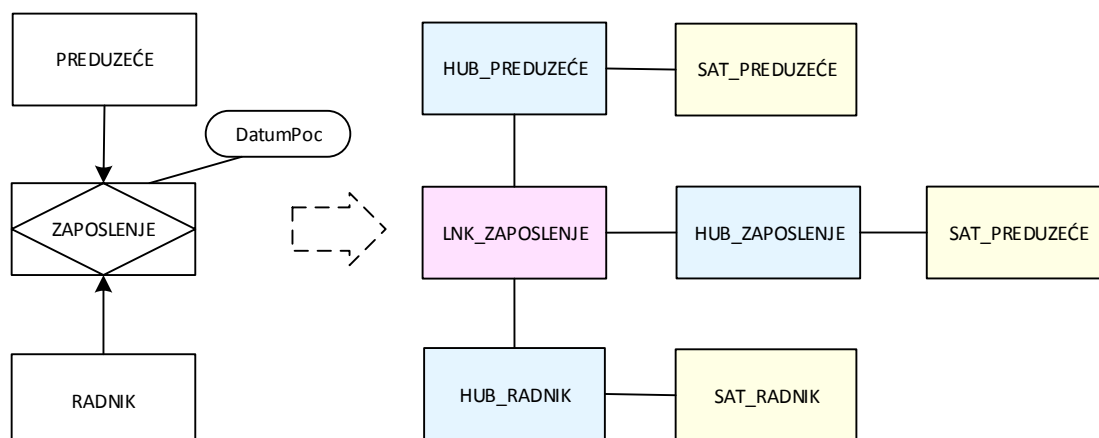 PREDUZEĆE
DatumPoc
ZAPOSLENJE
RADNIK
HUB_PREDUZEĆE
SAT_PREDUZEĆE
LNK_ZAPOSLENJE
HUB_ZAPOSLENJE
SAT_PREDUZEĆE
HUB_RADNIK
SAT_RADNIK